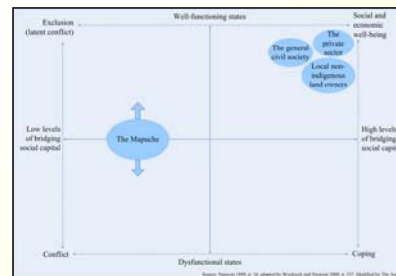 Exclusion
(latent conflict)
Well-functioning states
Social and
economic
well-being
The general
civil society
The
private
sector
Local non-
indigenous
land owners
Low levels
of bridging
social capital
The Mapuche
High levels
of bridging
social capital
Conflict
Dysfunctional states
Coping